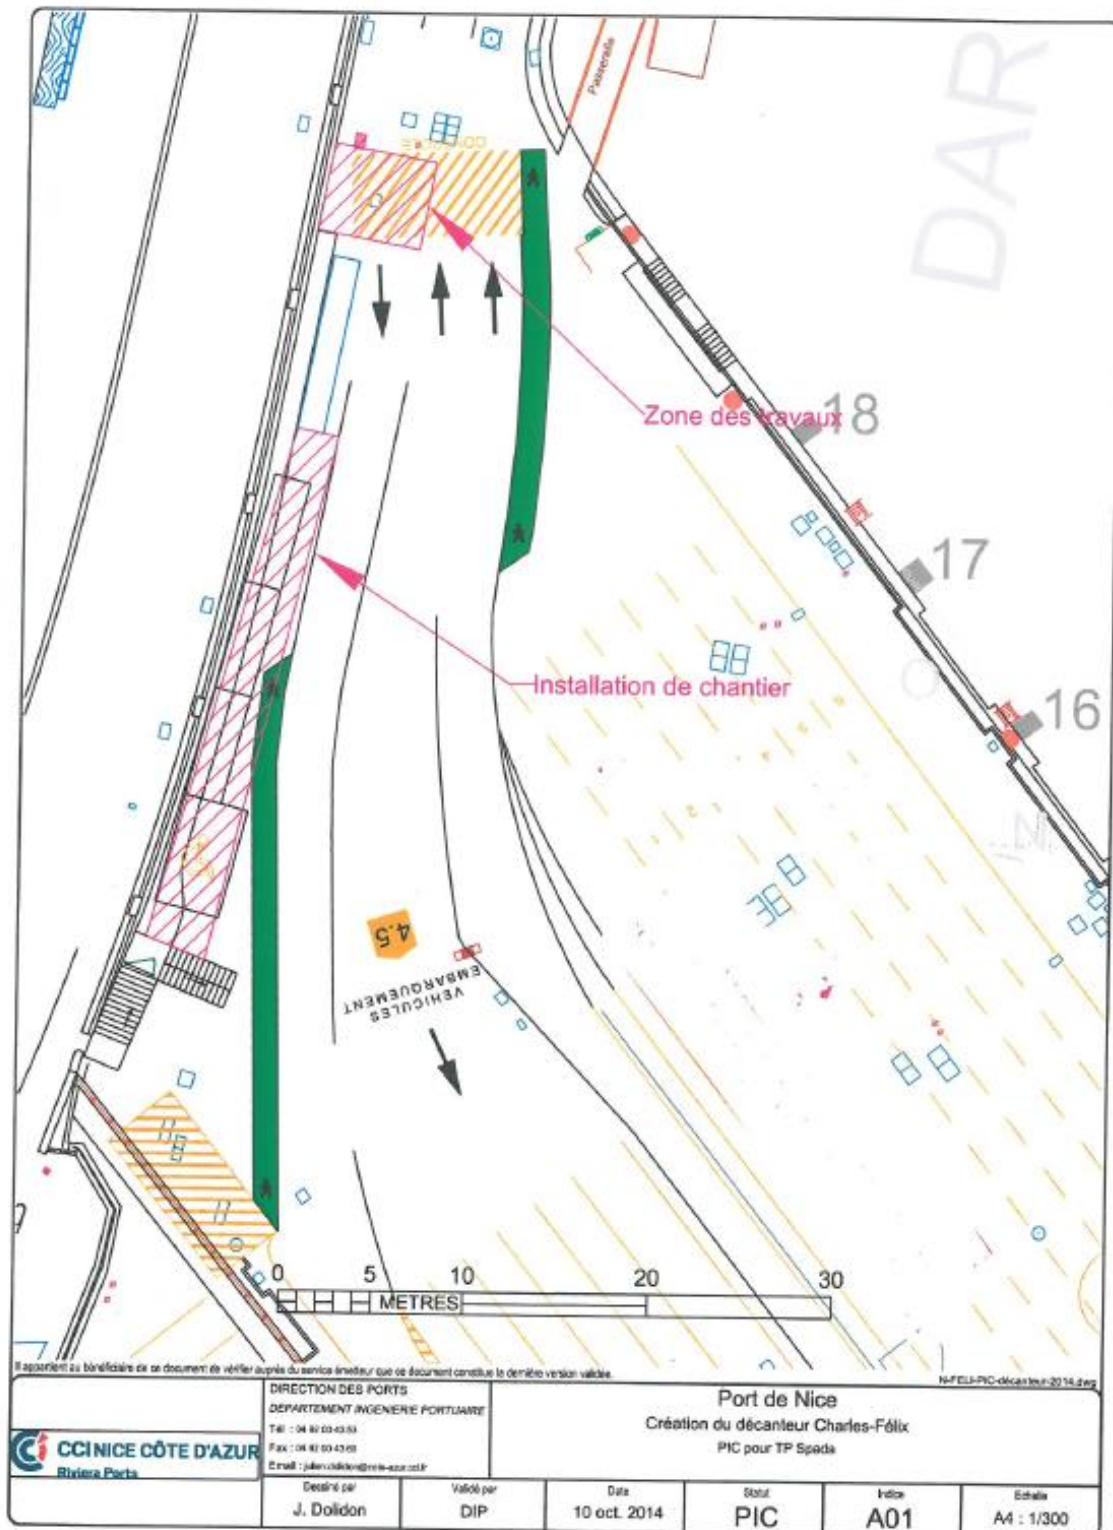 Passerelle
DAR
DOUANE
Zone des travaux
18
17
Installation de chantier
16
4.5
VEHICULES
EMBARQUEMENT
0 5 10 20 30
METRES
Il appartient au bénéficiaire de ce document de vérifier auprès du service émetteur que ce document constitue la dernière version validée.
N-FELI-PIC-décanteur-2014.dwg
CCI NICE CÔTE D'AZUR
Riviera Ports
DIRECTION DES PORTS
DEPARTEMENT INGENIERIE PORTUAIRE
Port de Nice
Création du décanteur Charles-Félix
PIC pour TP Spada
Dessiné par
J. Dolidon
Validé par
DIP
Date
10 oct. 2014
Statut
PIC
Indice
A01
Echelle
A4 : 1/300